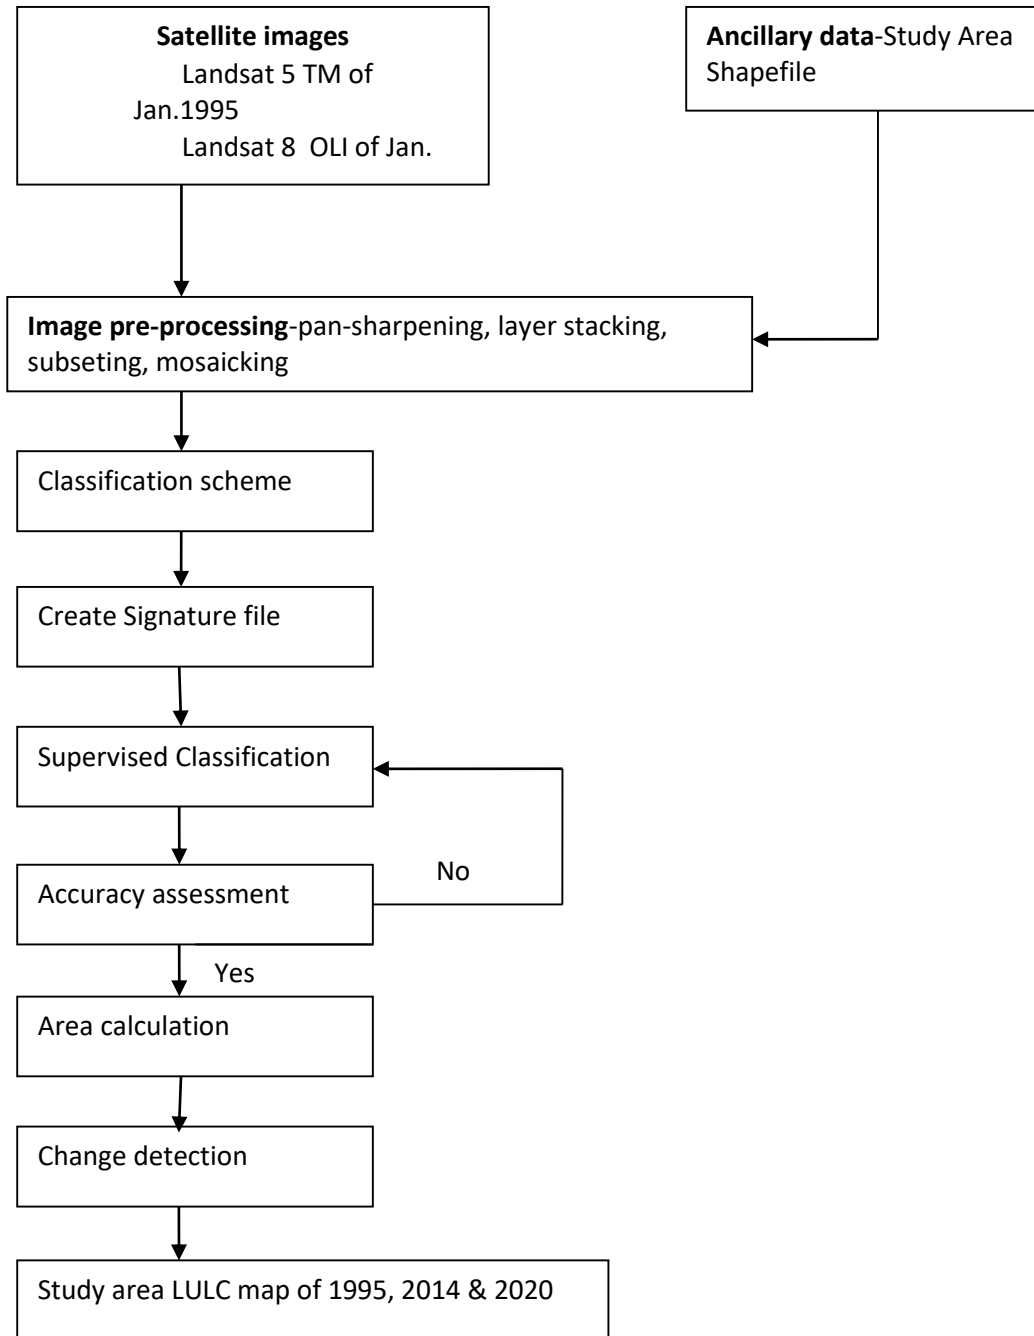 Satellite images
Landsat 5 TM of
Jan.1995
Landsat 8  OLI of Jan.
Ancillary data-Study Area
Shapefile
Image pre-processing-pan-sharpening, layer stacking,
subseting, mosaicking
Classification scheme
Create Signature file
Supervised Classification
No
Accuracy assessment
Yes
Area calculation
Change detection
Study area LULC map of 1995, 2014 & 2020